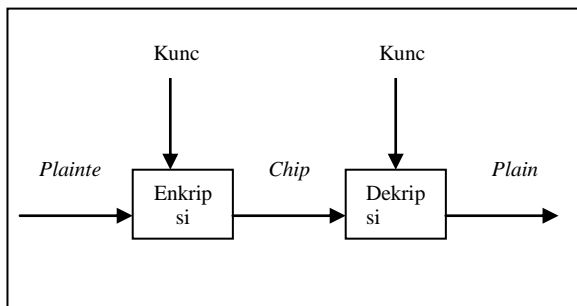 Kunc Kunc
Plainte Chip Plain
Enkrip Dekrip
si si